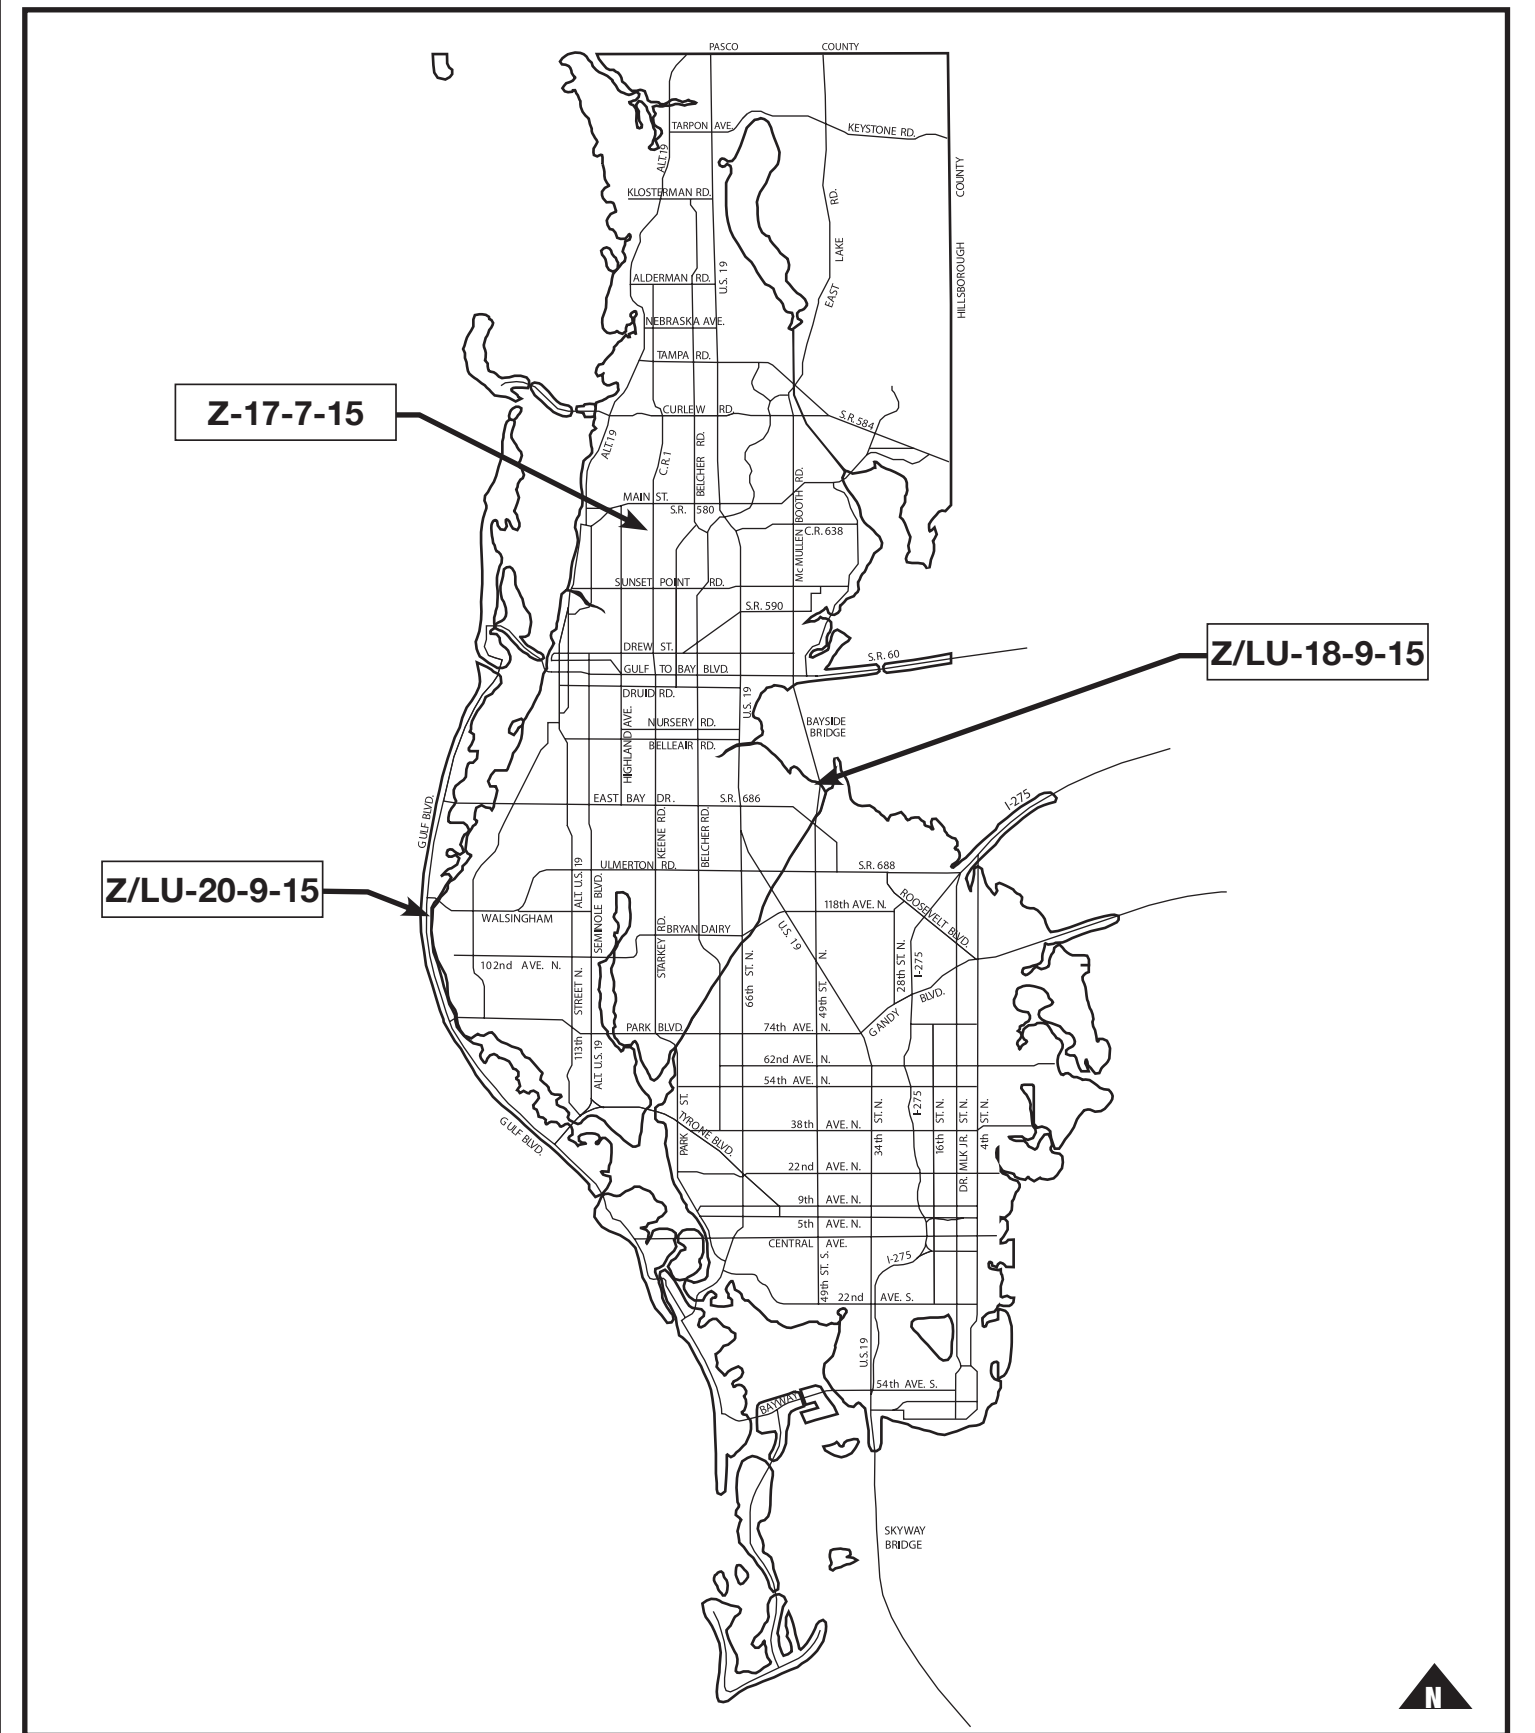 PASCO COUNTY
TARPON AVE.
KEYSTONE RD.
ALT.19
KLOSTERMAN RD.
HILLSBOROUGH COUNTY
EAST LAKE RD.
ALDERMAN RD.
U.S. 19
NEBRASKA AVE.
TAMPA RD.
Z-17-7-15
CURLEW RD.
S.R.584
ALT.19
C.R.1
BELCHER RD.
MAIN ST.
S.R. 580
McMULLEN BOOTH RD.
C.R. 638
SUNSET POINT RD.
S.R. 590
DREW ST.
Z/LU-18-9-15
S.R. 60
GULF TO BAY BLVD.
DRUID RD.
U.S. 19
HIGHLAND AVE.
NURSERY RD.
BAYSIDE
BRIDGE
BELLEAIR RD.
GULF BLVD.
EAST BAY DR.
S.R. 686
I-275
KEENE RD.
BELCHER RD.
ULMERTON RD.
S.R. 688
Z/LU-20-9-15
ALT. U.S. 19
SEMINOLE BLVD.
ROOSEVELT BLVD.
118th AVE. N.
WALSINGHAM
BRYAN DAIRY
U.S. 19
STARKEY RD.
102nd AVE. N.
66th ST. N.
49th ST. N.
28th ST. N.
I-275
113th STREET N.
GANDY BLVD.
PARK BLVD.
74th AVE. N.
ALT. U.S. 19
62nd AVE. N.
54th AVE. N.
I-275
PARK ST.
TYRONE BLVD.
GULF BLVD.
38th AVE. N.
34th ST. N.
16th ST. N.
DR. MLK JR. ST. N.
4th ST. N.
22nd AVE. N.
9th AVE. N.
5th AVE. N.
CENTRAL AVE.
I-275
49th ST. S.
22nd AVE. S.
U.S.19
54th AVE. S.
BAYWAY
SKYWAY
BRIDGE
N